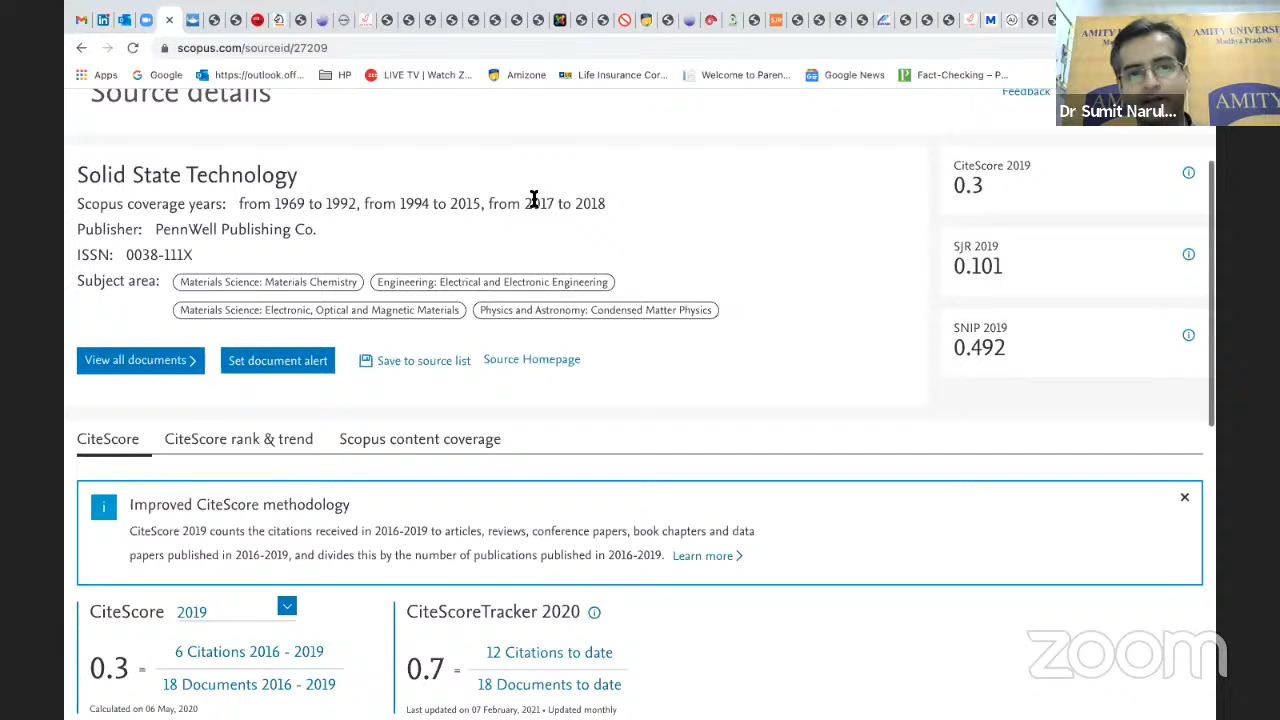 scopus.com/sourceid/27209
Apps
Google
https://outlook.off...
HP
LIVE TV | Watch Z...
Amizone
Life Insurance Cor...
Welcome to Paren...
Google News
Fact-Checking – P...
Source details
Feedback
AMITY UNIVERSI
Madhya Pradesh
AMITY
Dr Sumit Narul...
Solid State Technology
Scopus coverage years: from 1969 to 1992, from 1994 to 2015, from 2017 to 2018
Publisher: PennWell Publishing Co.
ISSN: 0038-111X
Subject area: Materials Science: Materials Chemistry Engineering: Electrical and Electronic Engineering
Materials Science: Electronic, Optical and Magnetic Materials Physics and Astronomy: Condensed Matter Physics
View all documents
Set document alert
Save to source list
Source Homepage
CiteScore 2019
0.3
SJR 2019
0.101
SNIP 2019
0.492
CiteScore
CiteScore rank & trend
Scopus content coverage
Improved CiteScore methodology
CiteScore 2019 counts the citations received in 2016-2019 to articles, reviews, conference papers, book chapters and data
papers published in 2016-2019, and divides this by the number of publications published in 2016-2019. Learn more
CiteScore 2019
0.3 =
6 Citations 2016 - 2019
18 Documents 2016 - 2019
Calculated on 06 May, 2020
CiteScoreTracker 2020
0.7 =
12 Citations to date
18 Documents to date
Last updated on 07 February, 2021 • Updated monthly
zoom